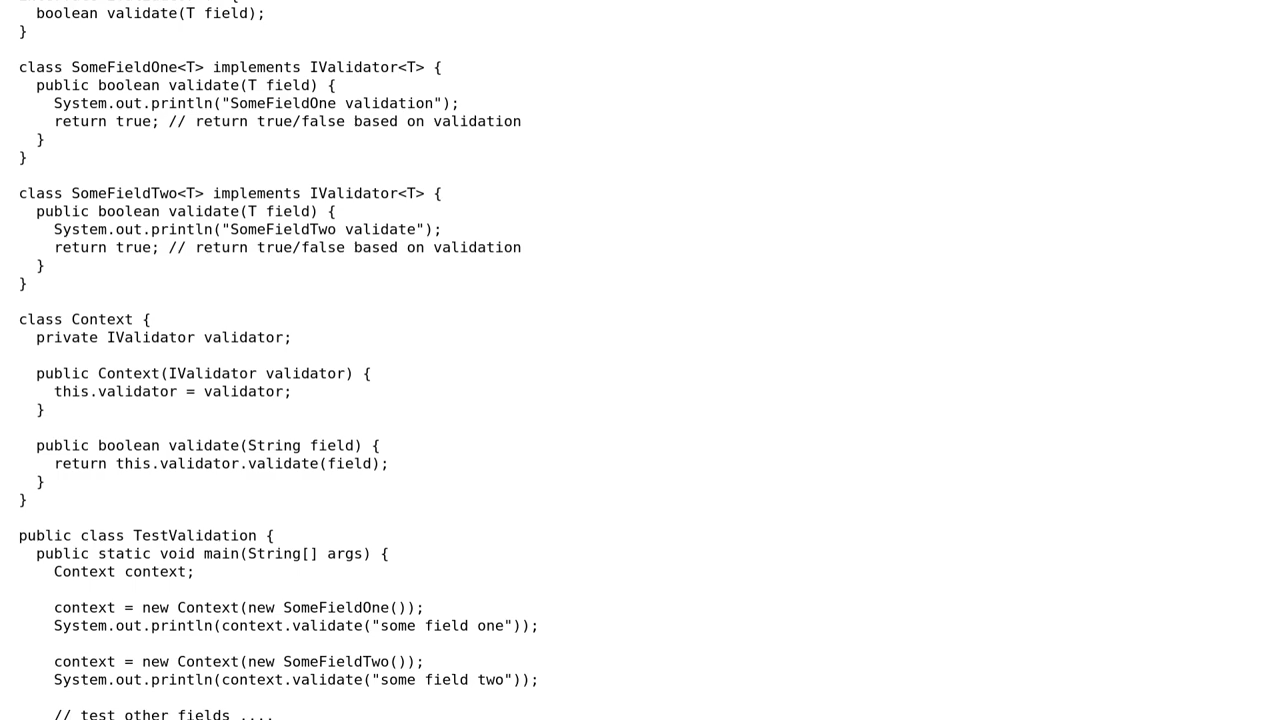 boolean validate(T field);
}
class SomeFieldOne<T> implements IValidator<T> {
public boolean validate(T field) {
System.out.println("SomeFieldOne validation");
return true; // return true/false based on validation
}
}
class SomeFieldTwo<T> implements IValidator<T> {
public boolean validate(T field) {
System.out.println("SomeFieldTwo validate");
return true; // return true/false based on validation
}
}
class Context {
private IValidator validator;
public Context(IValidator validator) {
this.validator = validator;
}
public boolean validate(String field) {
return this.validator.validate(field);
}
}
public class TestValidation {
public static void main(String[] args) {
Context context;
context = new Context(new SomeFieldOne());
System.out.println(context.validate("some field one"));
context = new Context(new SomeFieldTwo());
System.out.println(context.validate("some field two"));
// test other fields ....